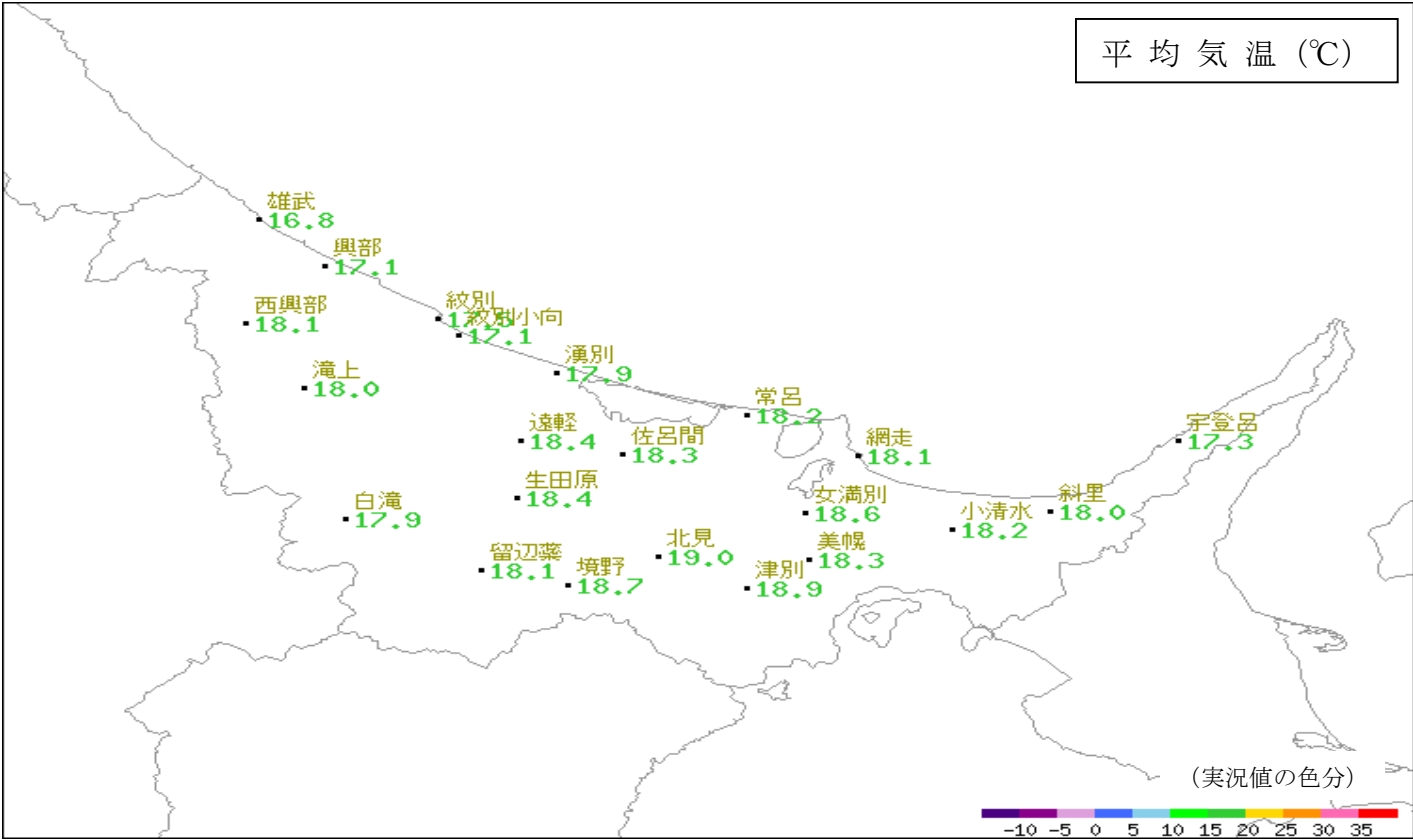 平均気温(℃)
雄武
16.8
興部
17.1
西興部
18.1
紋別
紋別小向
17.1
滝上
18.0
湧別
17.9
常呂
18.2
遠軽
18.4
佐呂間
18.3
網走
18.1
宇登呂
17.3
生田原
18.4
白滝
17.9
女満別
18.6
小清水
18.2
斜里
18.0
留辺蘂
18.1
境野
18.7
北見
19.0
美幌
18.3
津別
18.9
(実況値の色分)
-10 -5 0 5 10 15 20 25 30 35